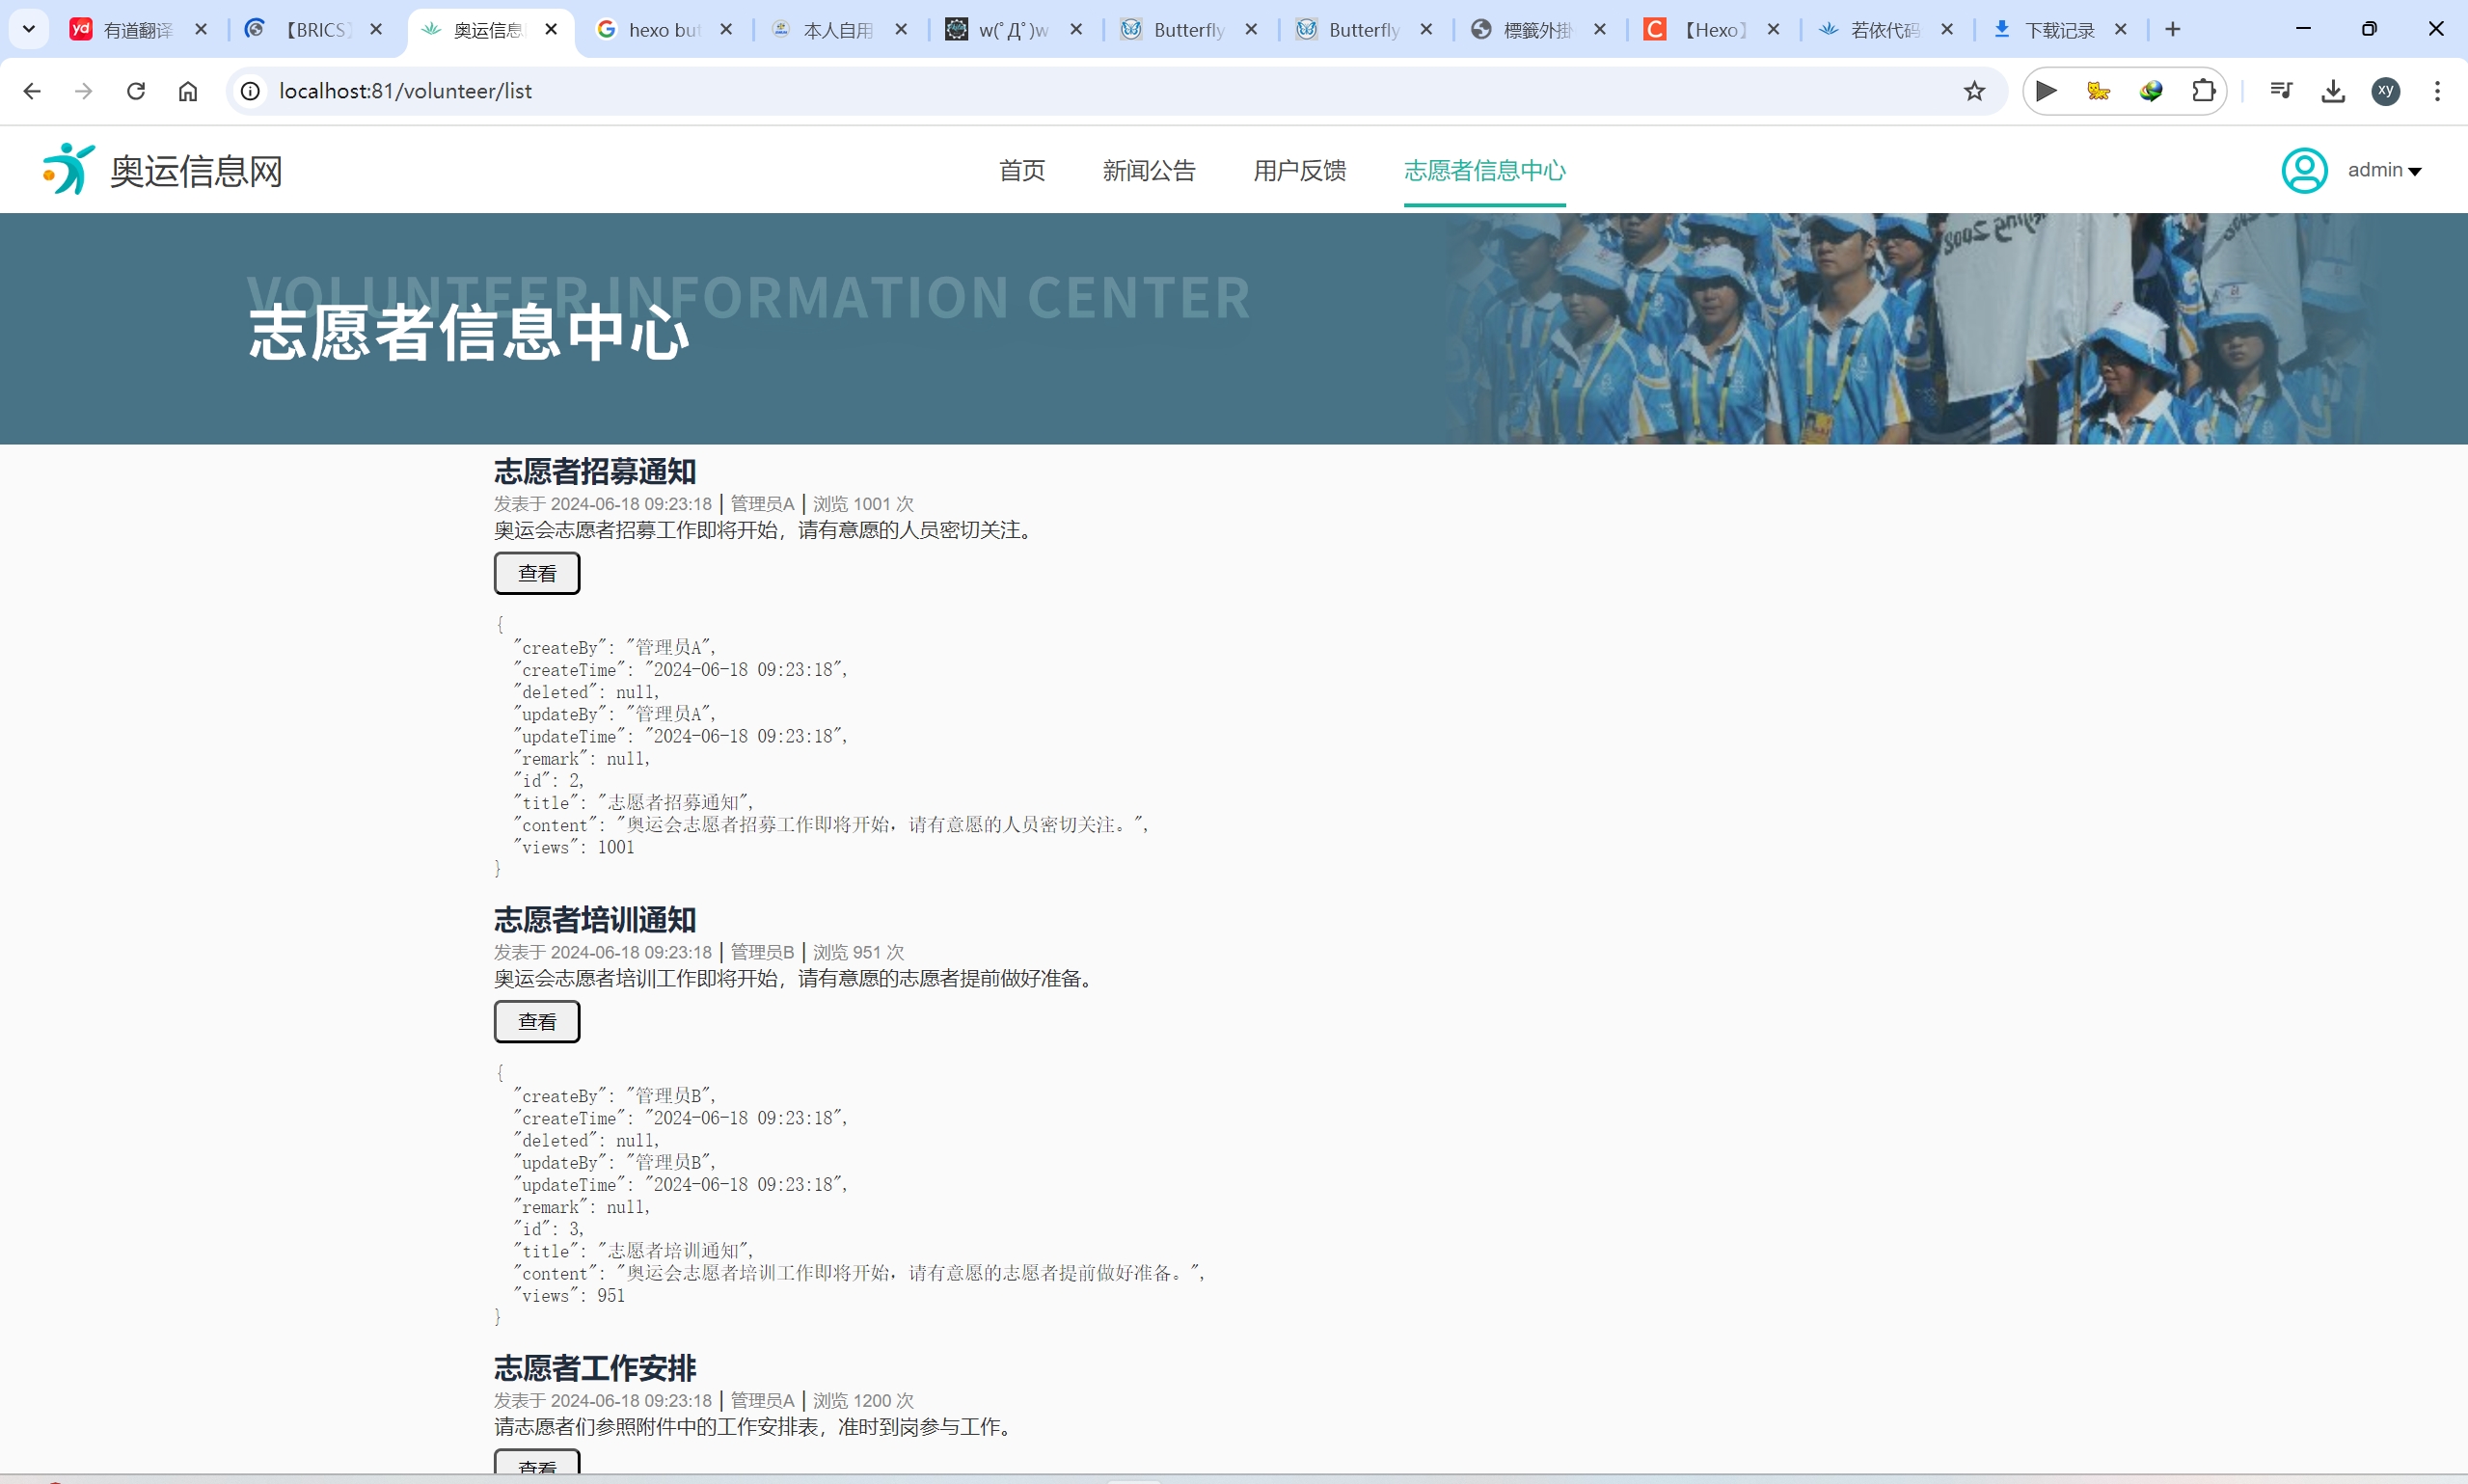 有道翻译
【BRICS】
奥运信息
hexo but
本人自用
w(ﾟДﾟ)w
Butterfly
Butterfly
標籤外掛
【Hexo】
若依代码
下载记录
localhost:81/volunteer/list
xy
奥运信息网
首页
新闻公告
用户反馈
志愿者信息中心
admin
VOLUNTEER INFORMATION CENTER
志愿者信息中心
志愿者招募通知
发表于 2024-06-18 09:23:18 | 管理员A | 浏览 1001 次
奥运会志愿者招募工作即将开始，请有意愿的人员密切关注。
查看
{
"createBy": "管理员A",
"createTime": "2024-06-18 09:23:18",
"deleted": null,
"updateBy": "管理员A",
"updateTime": "2024-06-18 09:23:18",
"remark": null,
"id": 2,
"title": "志愿者招募通知",
"content": "奥运会志愿者招募工作即将开始，请有意愿的人员密切关注。",
"views": 1001
}
志愿者培训通知
发表于 2024-06-18 09:23:18 | 管理员B | 浏览 951 次
奥运会志愿者培训工作即将开始，请有意愿的志愿者提前做好准备。
查看
{
"createBy": "管理员B",
"createTime": "2024-06-18 09:23:18",
"deleted": null,
"updateBy": "管理员B",
"updateTime": "2024-06-18 09:23:18",
"remark": null,
"id": 3,
"title": "志愿者培训通知",
"content": "奥运会志愿者培训工作即将开始，请有意愿的志愿者提前做好准备。",
"views": 951
}
志愿者工作安排
发表于 2024-06-18 09:23:18 | 管理员A | 浏览 1200 次
请志愿者们参照附件中的工作安排表，准时到岗参与工作。
查看